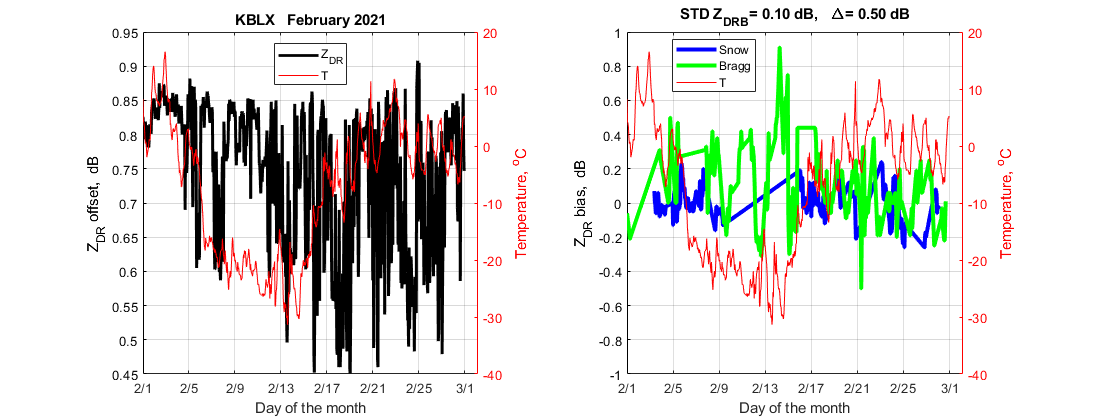 KBLX February 2021
0.95
0.9
0.85
0.8
0.75
0.7
0.65
0.6
0.55
0.5
0.45
Z_DR offset, dB
Z_DR
T
20
10
0
-10
-20
-30
-40
Temperature, °C
2/1 2/5 2/9 2/13 2/17 2/21 2/25 3/1
Day of the month
STD Z_DRB = 0.10 dB, Δ = 0.50 dB
1
0.8
0.6
0.4
0.2
0
-0.2
-0.4
-0.6
-0.8
-1
Z_DR bias, dB
Snow
Bragg
T
20
10
0
-10
-20
-30
-40
Temperature, °C
2/1 2/5 2/9 2/13 2/17 2/21 2/25 3/1
Day of the month